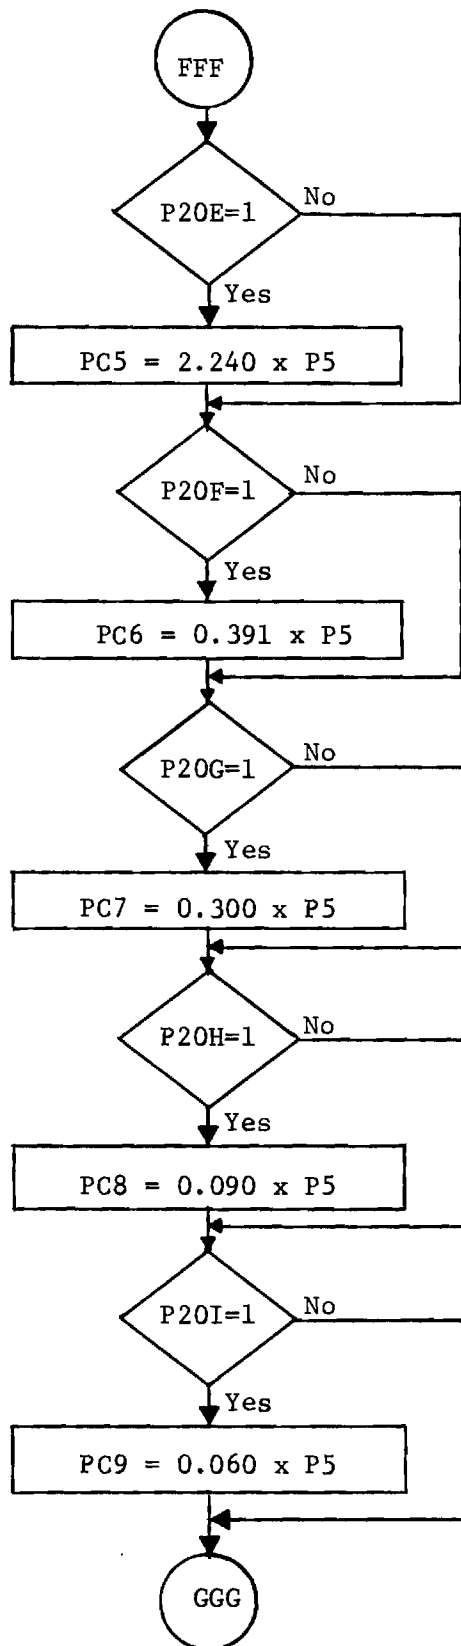 FFF
P20E=1
No
Yes
PC5 = 2.240 x P5
P20F=1
No
Yes
PC6 = 0.391 x P5
P20G=1
No
Yes
PC7 = 0.300 x P5
P20H=1
No
Yes
PC8 = 0.090 x P5
P20I=1
No
Yes
PC9 = 0.060 x P5
GGG